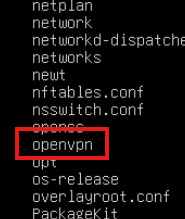 netplan
network
networkd-dispatche
networks
newt
nftables.conf
nsswitch.conf
openvpn
opt
os-release
overlayroot.conf
PackageKit